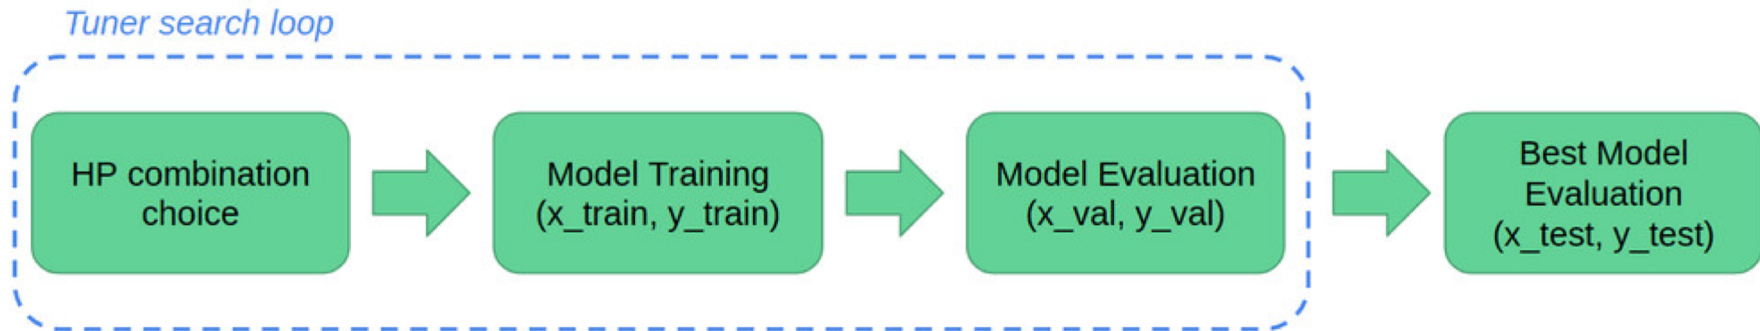 Tuner search loop
HP combination
choice
Model Training
(x_train, y_train)
Model Evaluation
(x_val, y_val)
Best Model
Evaluation
(x_test, y_test)